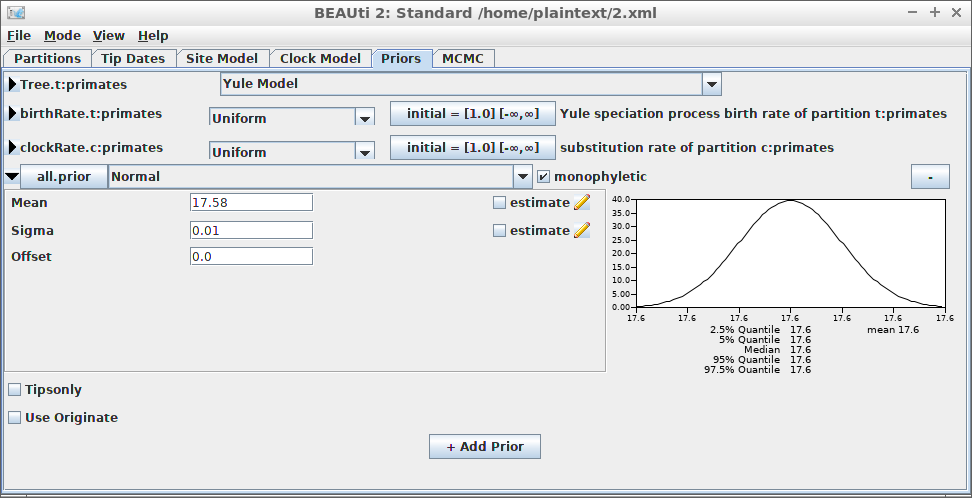 BEAUti 2: Standard /home/plaintext/2.xml
File Mode View Help
Partitions Tip Dates Site Model Clock Model Priors MCMC
Tree.t:primates Yule Model
birthRate.t:primates Uniform initial = [1.0] [-∞,∞] Yule speciation process birth rate of partition t:primates
clockRate.c:primates Uniform initial = [1.0] [-∞,∞] substitution rate of partition c:primates
all.prior Normal monophyletic -
Mean 17.58 estimate
Sigma 0.01 estimate
Offset 0.0
40.0
35.0
30.0
25.0
20.0
15.0
10.0
5.00
0.00
17.6 17.6 17.6 17.6 17.6 17.6 17.6
2.5% Quantile 17.6 mean 17.6
5% Quantile 17.6
Median 17.6
95% Quantile 17.6
97.5% Quantile 17.6
Tipsonly
Use Originate
+ Add Prior